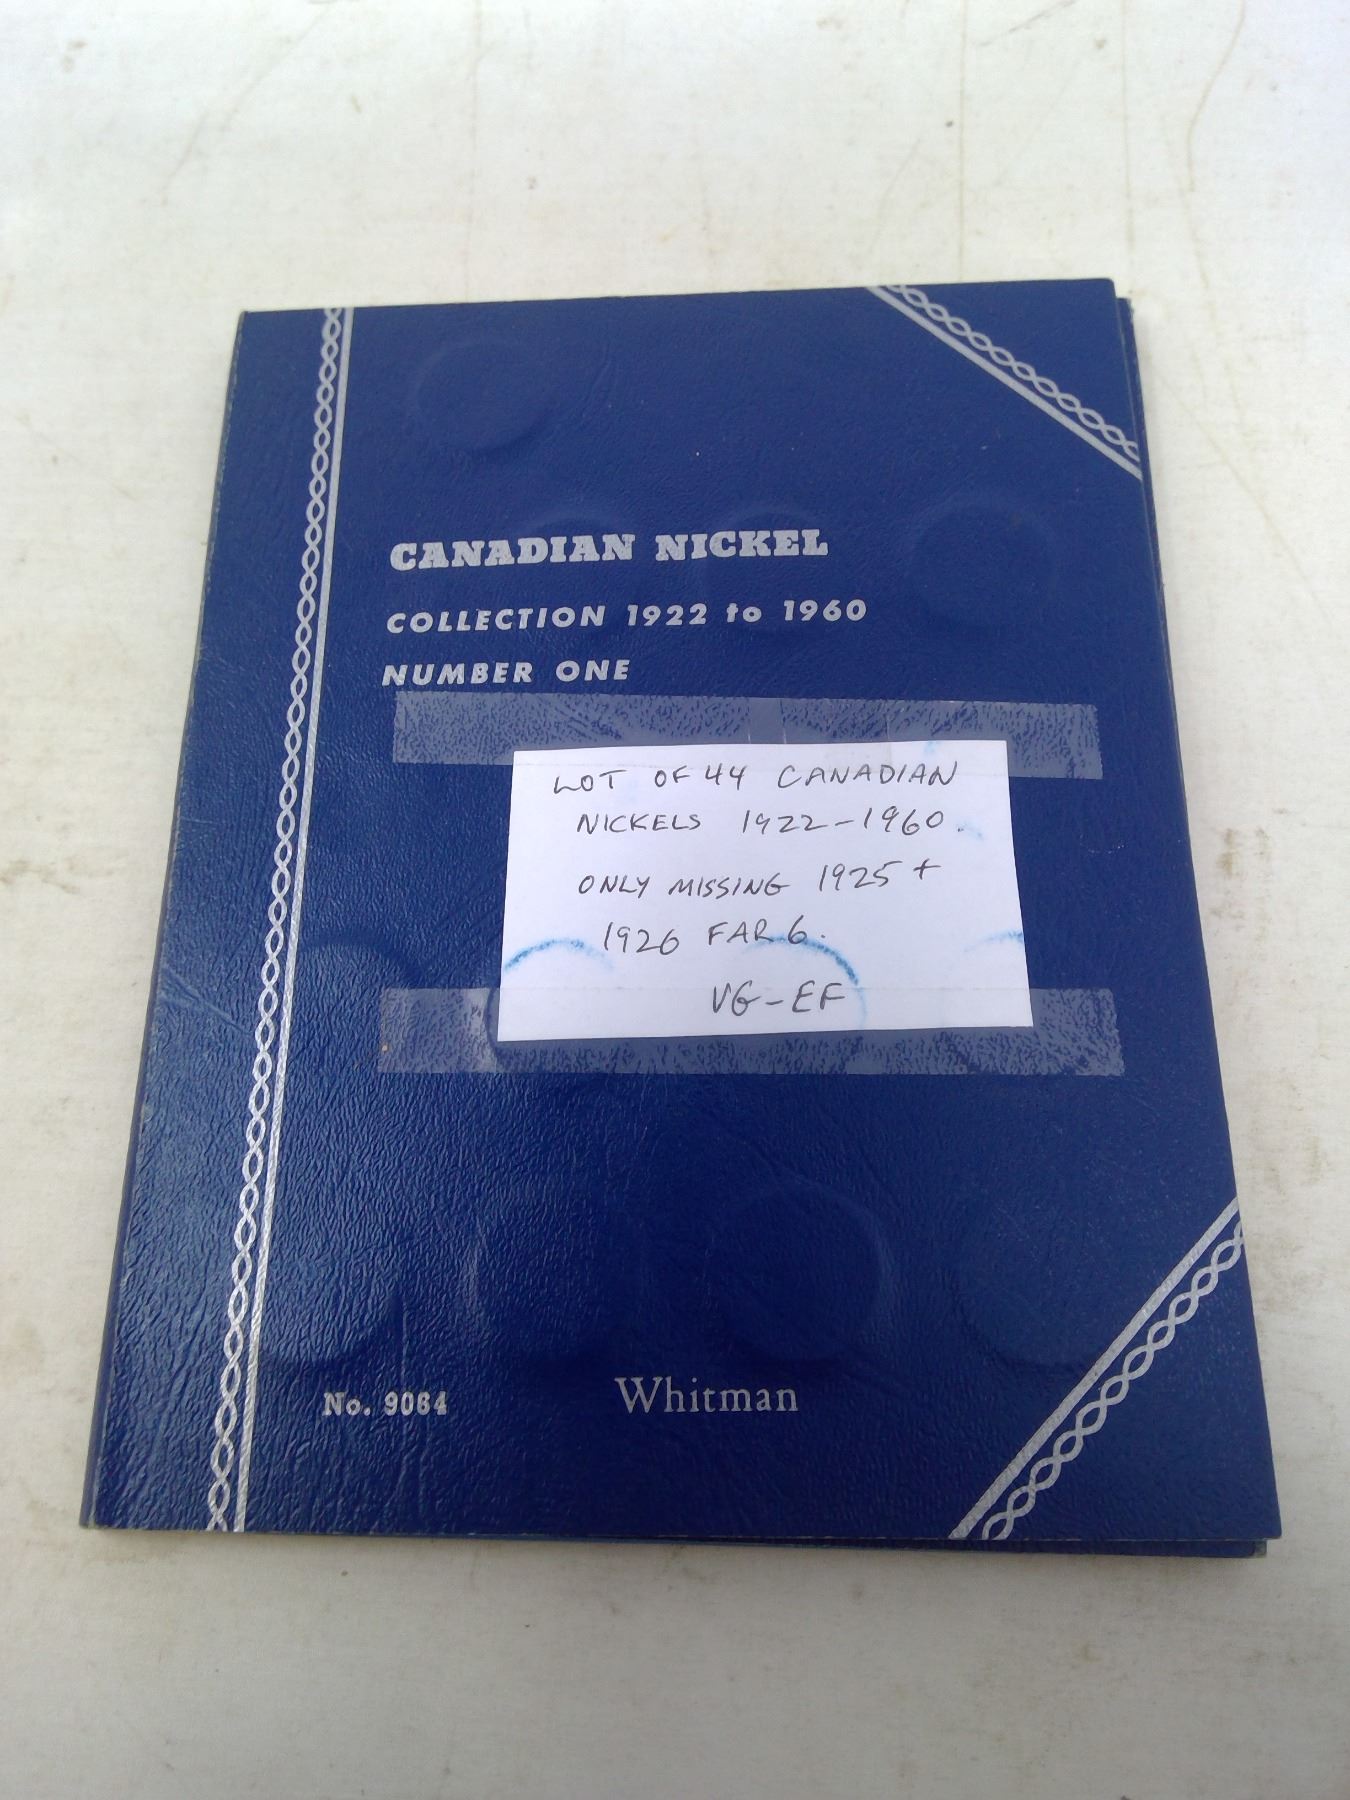 CANADIAN NICKEL
COLLECTION 1922 to 1960
NUMBER ONE
LOT OF 44 CANADIAN
NICKELS 1922-1960.
ONLY MISSING 1925 +
1926 FAR 6.
VG-EF
No. 9064
Whitman